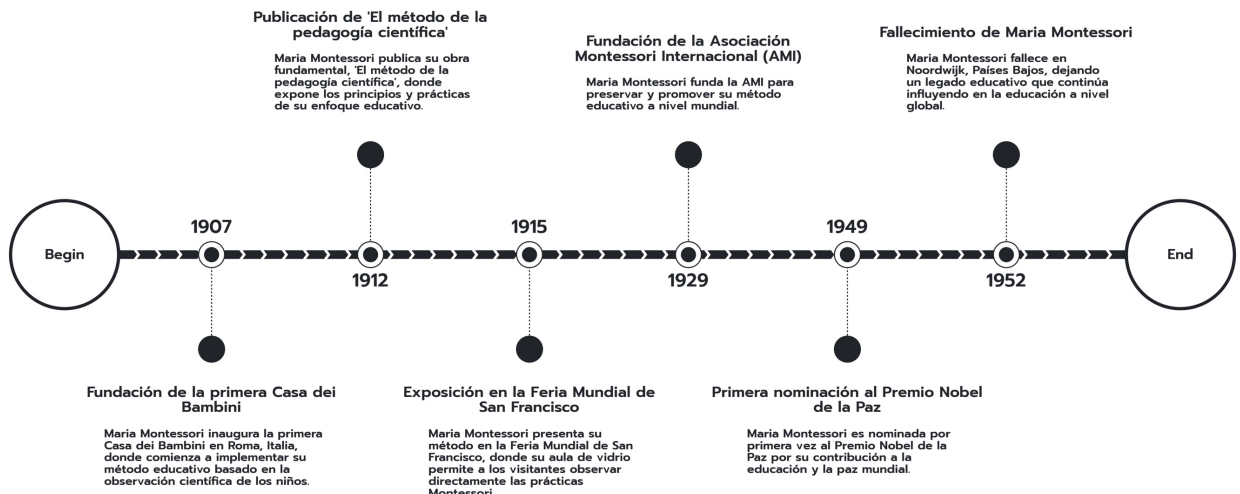 Publicación de 'El método de la
pedagogía científica'
Maria Montessori publica su obra
fundamental, 'El método de la
pedagogía científica', donde
expone los principios y prácticas
de su enfoque educativo.
Fundación de la Asociación
Montessori Internacional (AMI)
Maria Montessori funda la AMI para
preservar y promover su método
educativo a nivel mundial.
Fallecimiento de Maria Montessori
Maria Montessori fallece en
Noordwijk, Países Bajos, dejando
un legado educativo que continúa
influyendo en la educación a nivel
global.
Begin
1907
1912
1915
1929
1949
1952
End
Fundación de la primera Casa dei
Bambini
Maria Montessori inaugura la primera
Casa dei Bambini en Roma, Italia,
donde comienza a implementar su
método educativo basado en la
observación científica de los niños.
Exposición en la Feria Mundial de
San Francisco
Maria Montessori presenta su
método en la Feria Mundial de San
Francisco, donde su aula de vidrio
permite a los visitantes observar
directamente las prácticas
Montessori.
Primera nominación al Premio Nobel
de la Paz
Maria Montessori es nominada por
primera vez al Premio Nobel de la
Paz por su contribución a la
educación y la paz mundial.